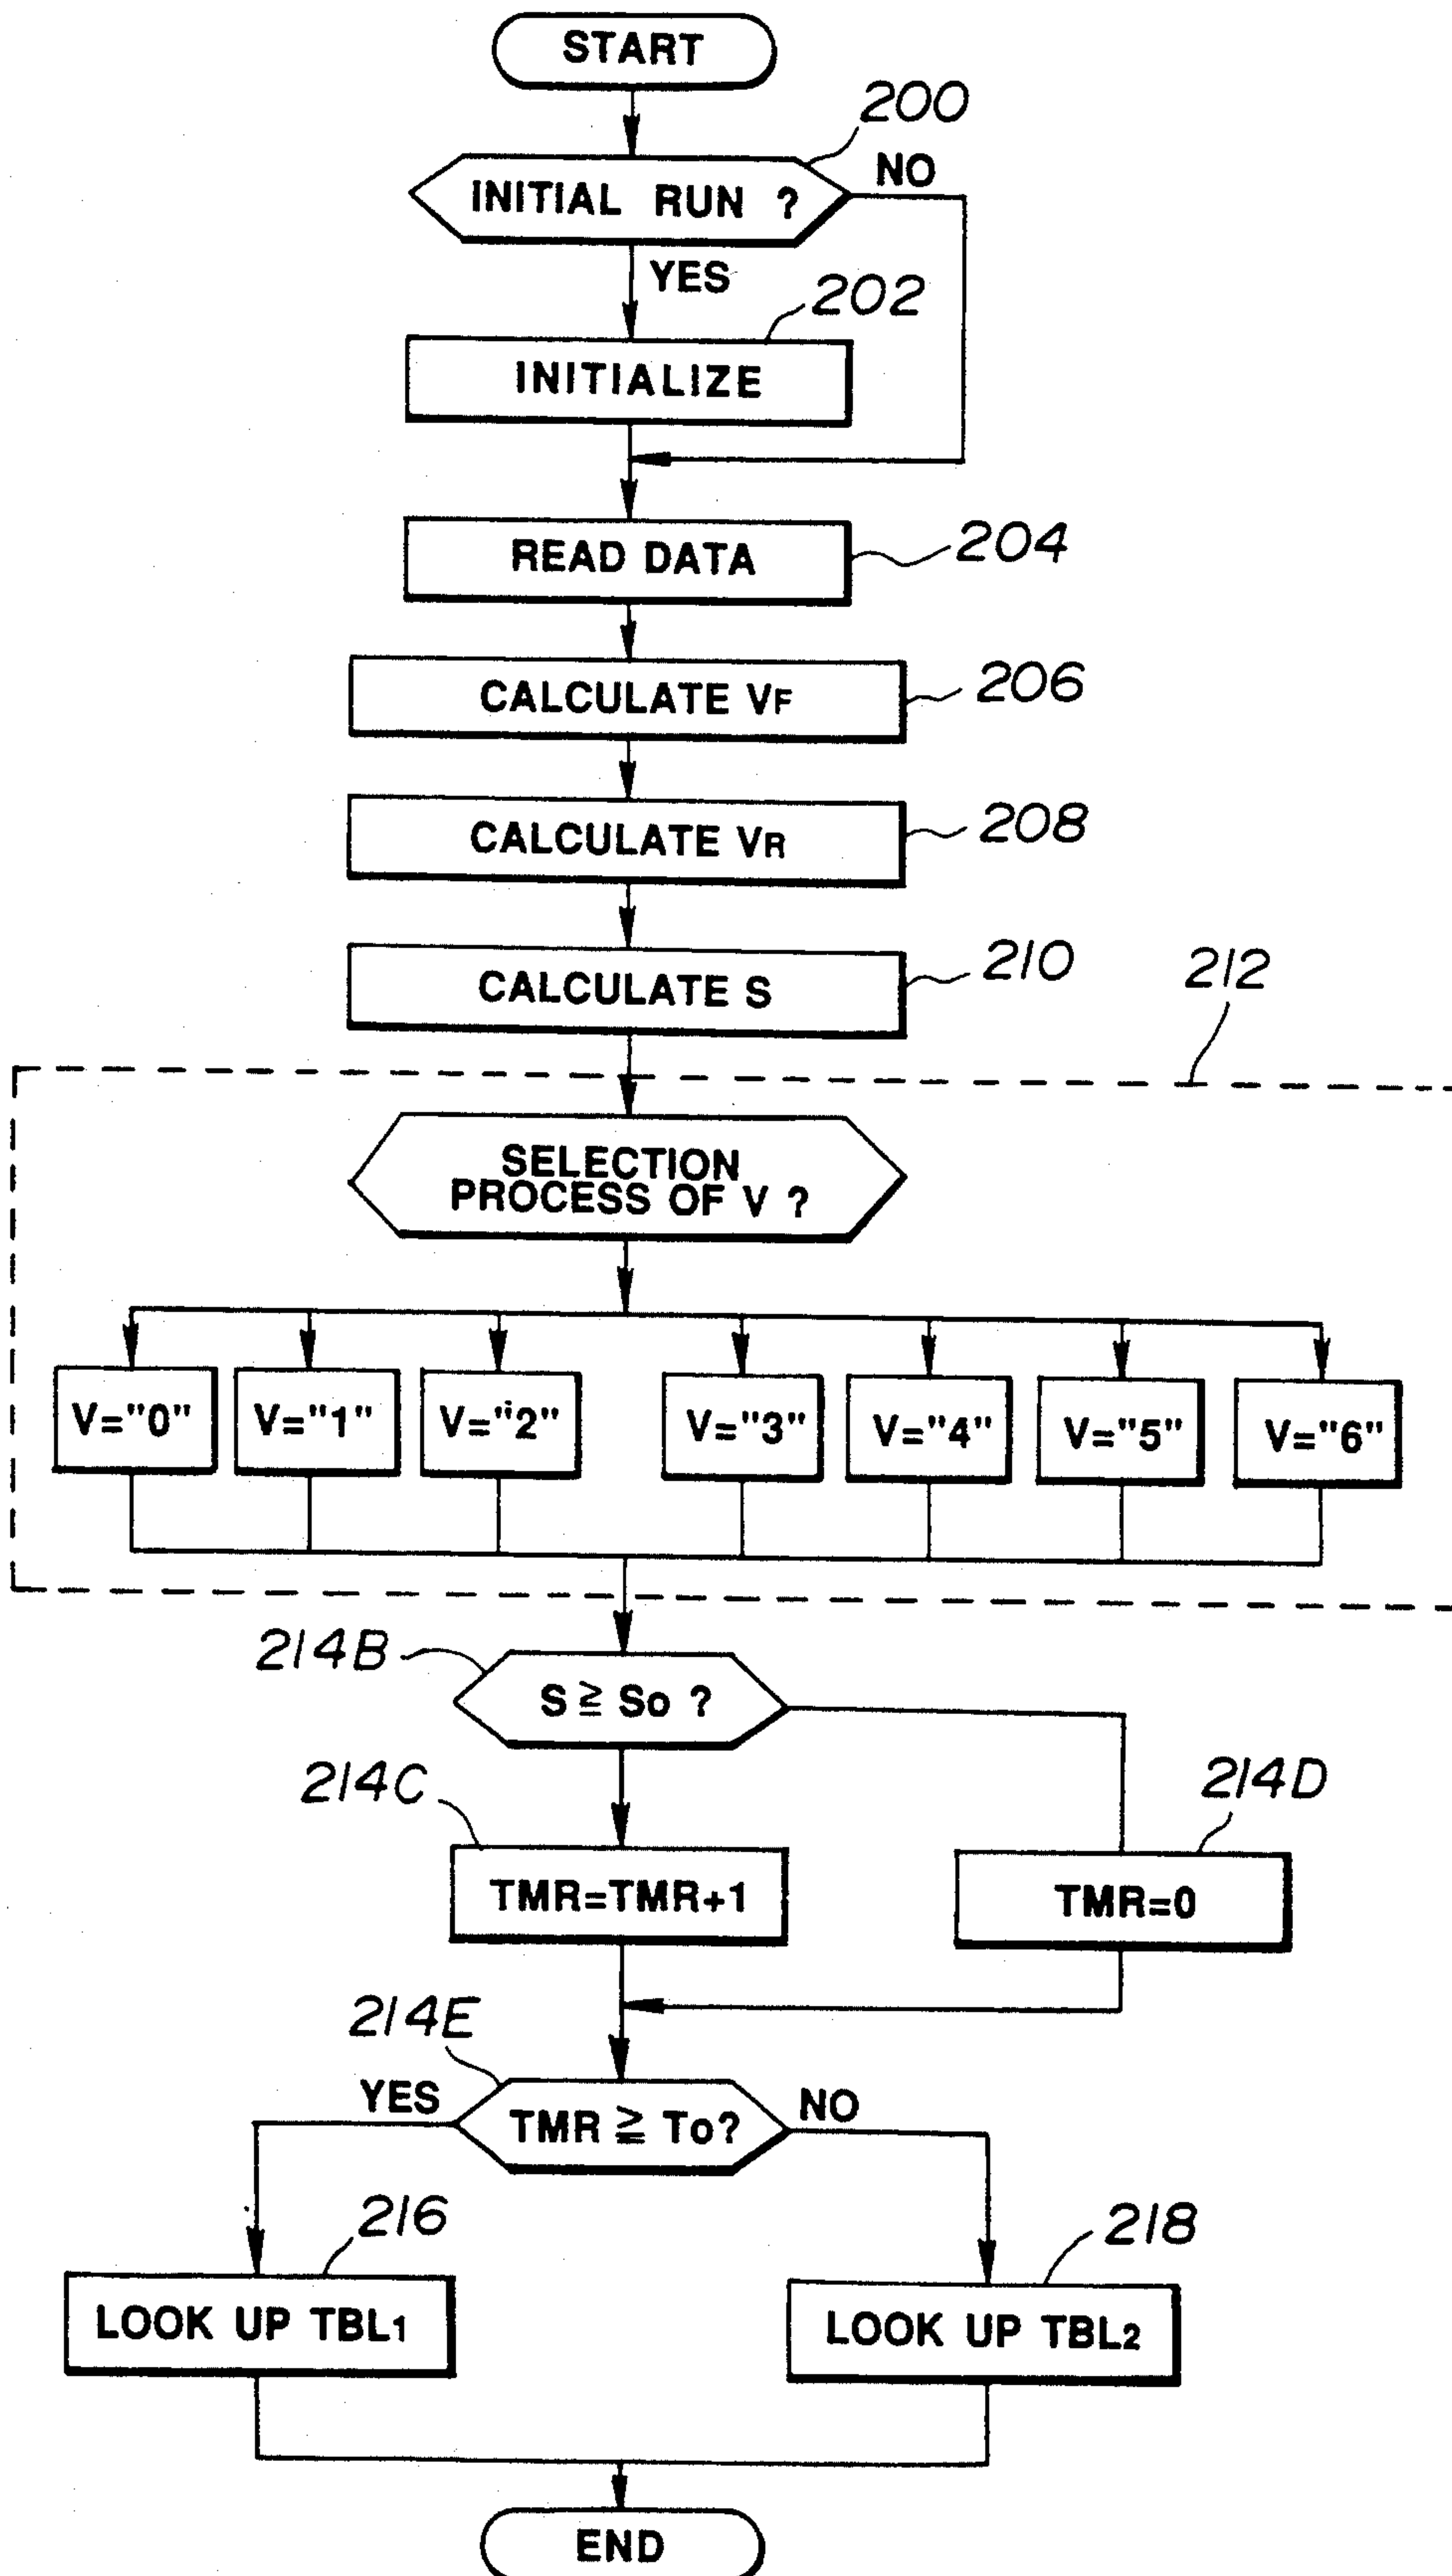 START
200
INITIAL RUN ?
NO
YES
202
INITIALIZE
READ DATA
204
CALCULATE VF
206
CALCULATE VR
208
CALCULATE S
210
212
SELECTION
PROCESS OF V ?
V="0" V="1" V="2" V="3" V="4" V="5" V="6"
214B
S ≧ So ?
214C
214D
TMR=TMR+1
TMR=0
214E
YES
TMR ≧ To?
NO
216
218
LOOK UP TBL1
LOOK UP TBL2
END